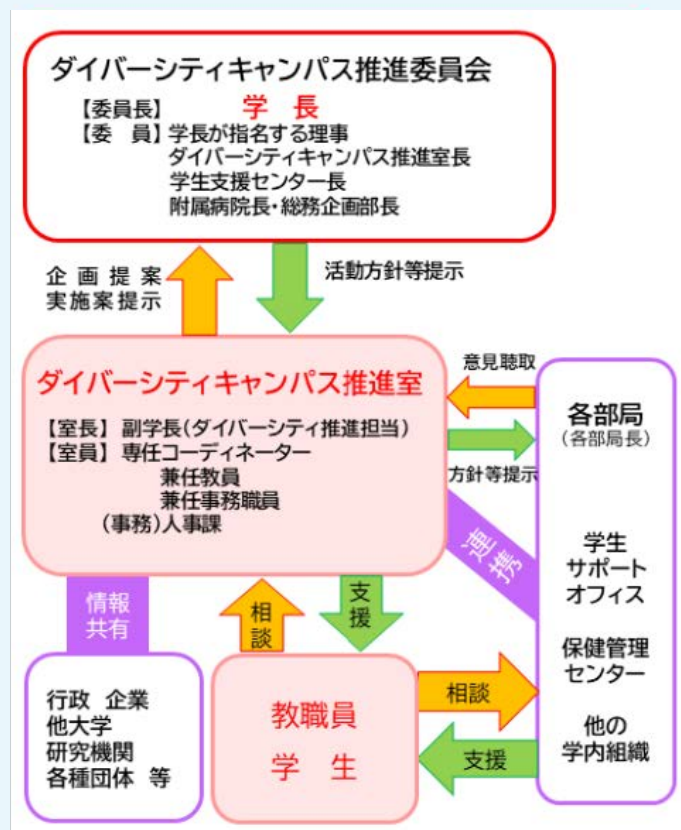 ダイバーシティキャンパス推進委員会
【委員長】 学 長
【委 員】学長が指名する理事
ダイバーシティキャンパス推進室長
学生支援センター長
附属病院長・総務企画部長
企画提案
実施案提示
活動方針等提示
ダイバーシティキャンパス推進室
【室長】 副学長(ダイバーシティ推進担当)
【室員】 専任コーディネーター
兼任教員
兼任事務職員
(事務)人事課
意見聴取
方針等提示
各部局
(各部局長)
学生
サポート
オフィス
保健管理
センター
他の
学内組織
連携
情報
共有
相談
支援
行政 企業
他大学
研究機関
各種団体 等
教職員
学 生
相談
支援